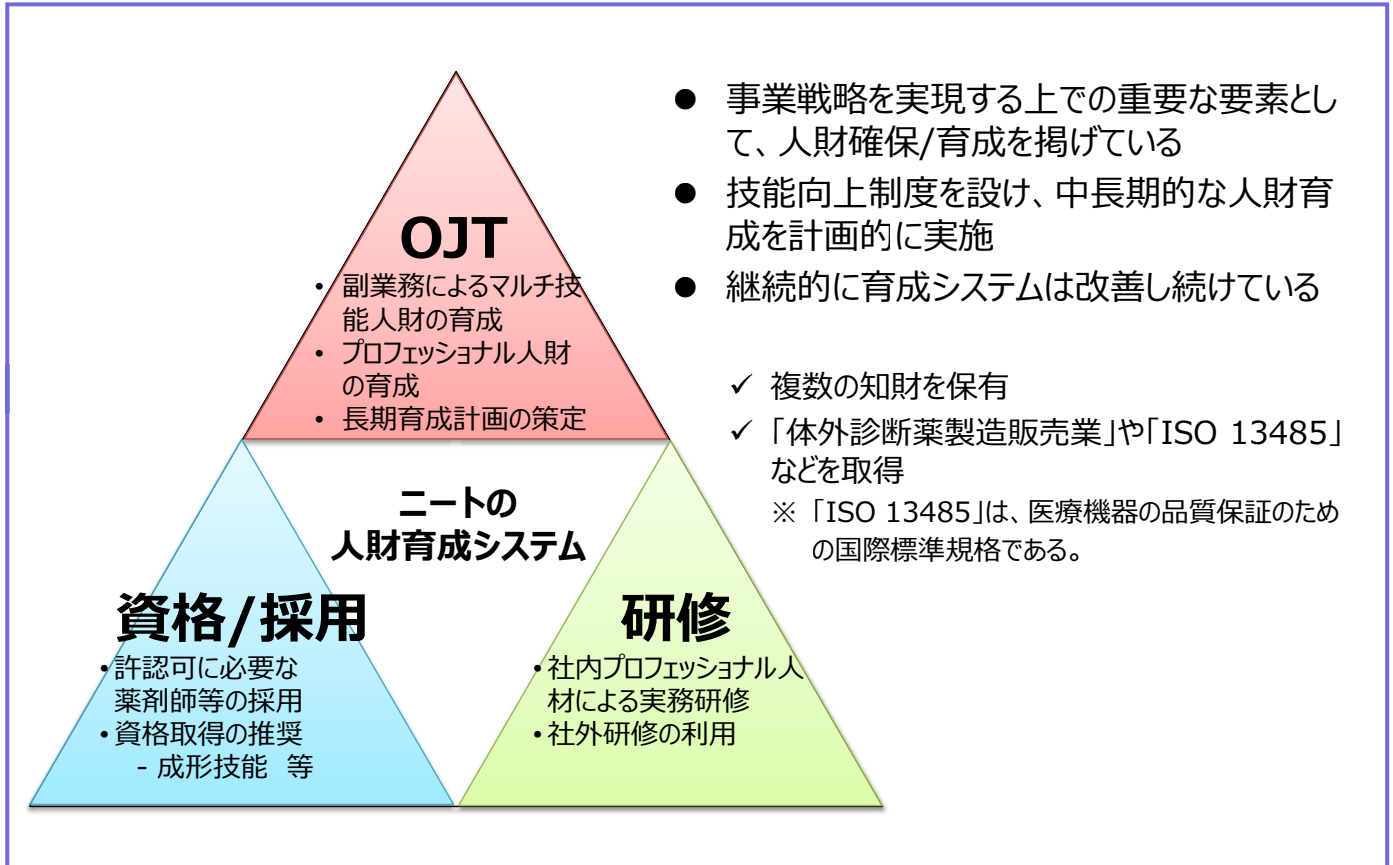 OJT
• 副業務によるマルチ技
能人財の育成
• プロフェッショナル人財
の育成
• 長期育成計画の策定
ニートの
人財育成システム
資格/採用
•許認可に必要な
薬剤師等の採用
•資格取得の推奨
- 成形技能 等
研修
•社内プロフェッショナル人
材による実務研修
•社外研修の利用
● 事業戦略を実現する上での重要な要素とし
て、人財確保/育成を掲げている
● 技能向上制度を設け、中長期的な人財育
成を計画的に実施
● 継続的に育成システムは改善し続けている
✓ 複数の知財を保有
✓ 「体外診断薬製造販売業」や「ISO 13485」
などを取得
※ 「ISO 13485」は、医療機器の品質保証のため
の国際標準規格である。